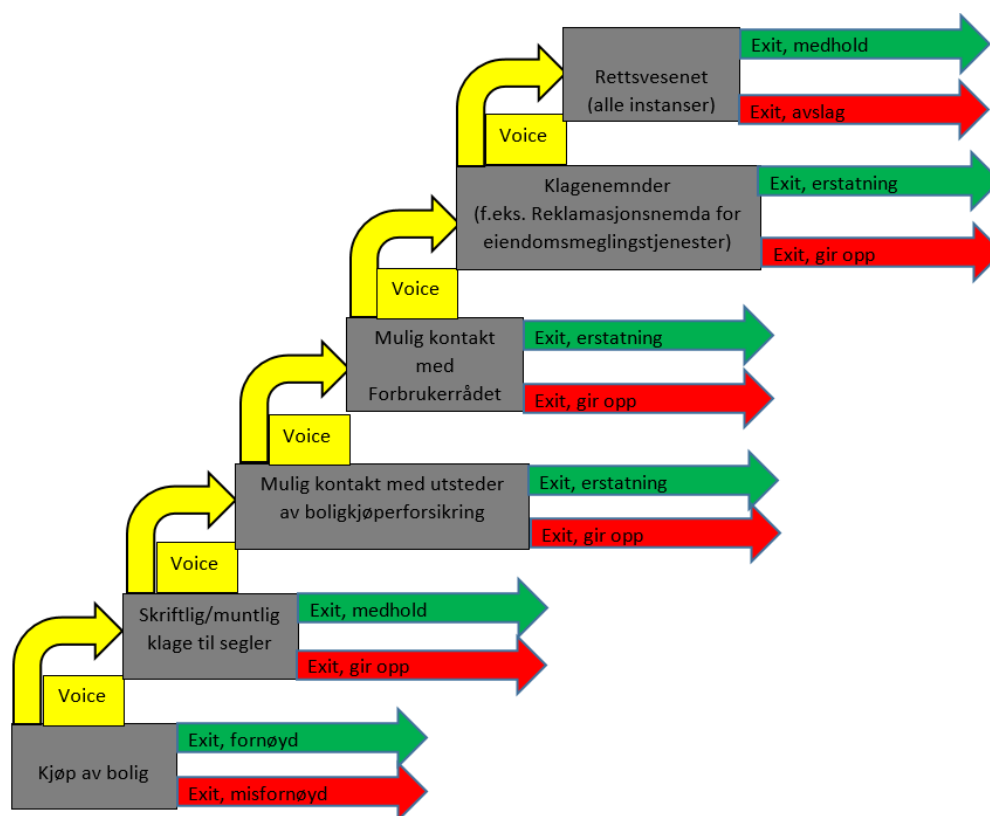 Rettsvesenet
(alle instanser)
Exit, medhold
Exit, avslag
Voice
Klagenemnder
(f.eks. Reklamasjonsnemda for
eiendomsmeglingstjenester)
Exit, erstatning
Exit, gir opp
Voice
Mulig kontakt
med
Forbrukerrådet
Exit, erstatning
Exit, gir opp
Voice
Mulig kontakt med utsteder
av boligkjøperforsikring
Exit, erstatning
Exit, gir opp
Voice
Skriftlig/muntlig
klage til segler
Exit, medhold
Exit, gir opp
Voice
Kjøp av bolig
Exit, fornøyd
Exit, misfornøyd